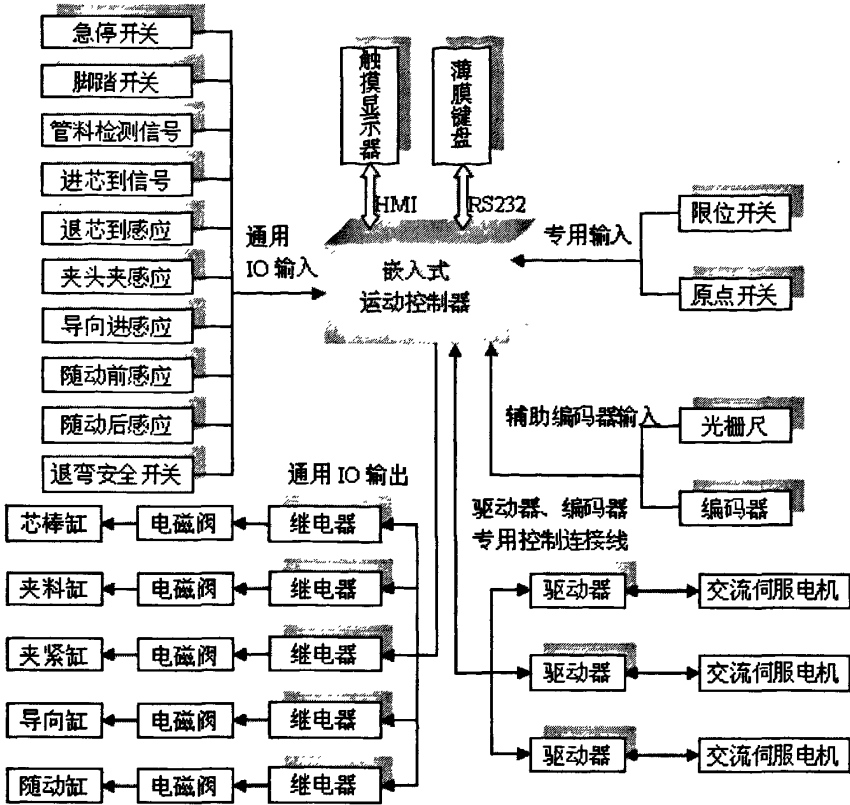 急停开关
脚踏开关
管料检测信号
进芯到信号
退芯到感应
夹头夹感应
导向进感应
随动前感应
随动后感应
退弯安全开关
通用
IO 输入
触摸显示器
薄膜键盘
HMI
RS232
嵌入式
运动控制器
专用输入
限位开关
原点开关
辅助编码器输入
光栅尺
编码器
通用 IO 输出
驱动器、编码器
专用控制连接线
芯棒缸
电磁阀
继电器
夹料缸
电磁阀
继电器
夹紧缸
电磁阀
继电器
导向缸
电磁阀
继电器
随动缸
电磁阀
继电器
驱动器
交流伺服电机
驱动器
交流伺服电机
驱动器
交流伺服电机